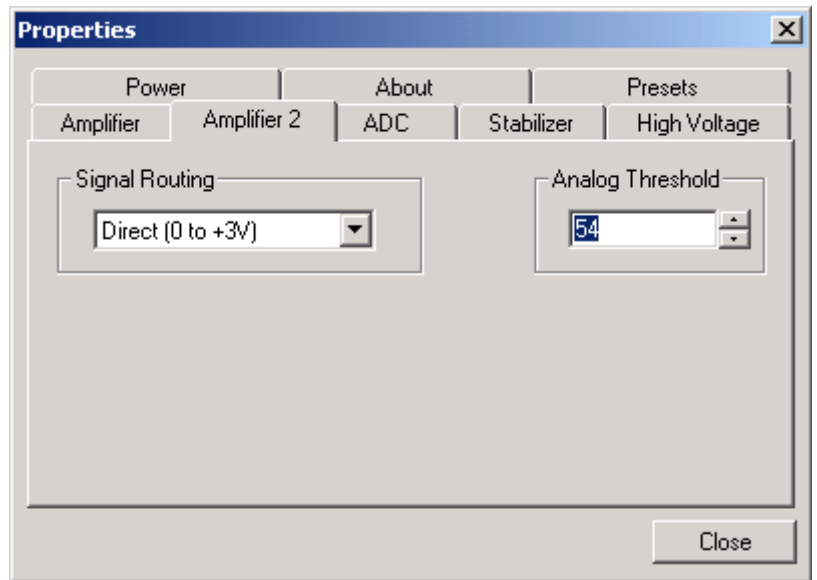 Properties
Power About Presets
Amplifier Amplifier 2 ADC Stabilizer High Voltage
Signal Routing Analog Threshold
Direct (0 to +3V) 54
Close